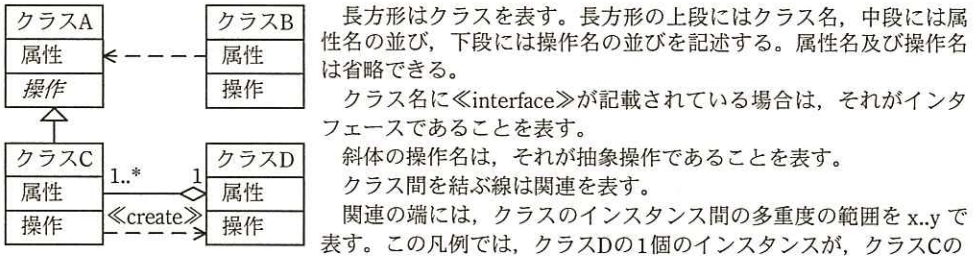 クラスA
属性
操作
クラスB
属性
操作
クラスC
属性
操作
1..*
1
≪create≫
クラスD
属性
操作
長方形はクラスを表す。長方形の上段にはクラス名，中段には属
性名の並び，下段には操作名の並びを記述する。属性名及び操作名
は省略できる。
クラス名に≪interface≫が記載されている場合は，それがインタ
フェースであることを表す。
斜体の操作名は，それが抽象操作であることを表す。
クラス間を結ぶ線は関連を表す。
関連の端には，クラスのインスタンス間の多重度の範囲を x..y で
表す。この凡例では，クラスDの1個のインスタンスが，クラスCの